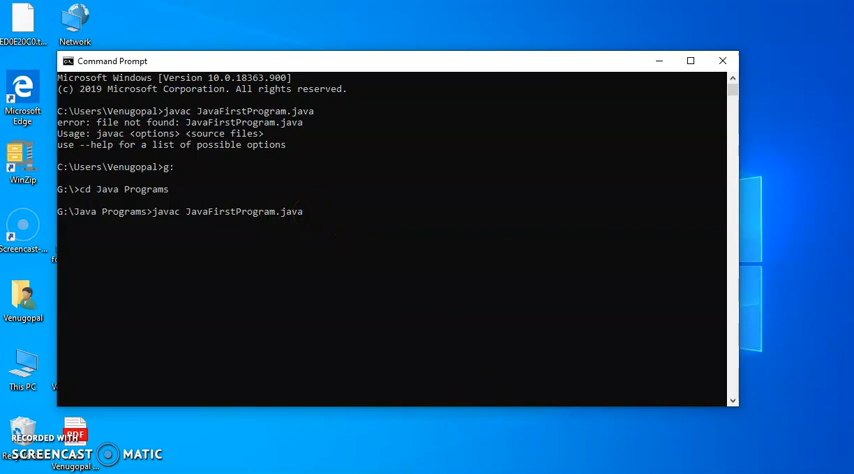 ED0E20C0.t...
Network
Command Prompt
Microsoft Windows [Version 10.0.18363.900]
(c) 2019 Microsoft Corporation. All rights reserved.
C:\Users\Venugopal>javac JavaFirstProgram.java
error: file not found: JavaFirstProgram.java
Usage: javac <options> <source files>
use --help for a list of possible options
C:\Users\Venugopal>g:
G:\>cd Java Programs
G:\Java Programs>javac JavaFirstProgram.java
Microsoft
Edge
WinZip
Screencast-...
Venugopal
This PC
PDF
RECORDED WITH
SCREENCAST MATIC
Venugopal ...